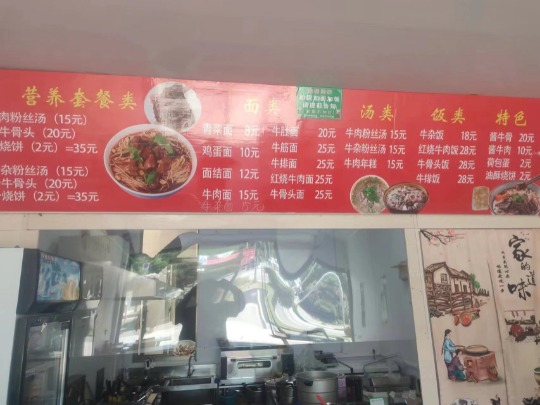 营养套餐类
肉粉丝汤（15元）
牛骨头（20元）
烧饼（2元）=35元
杂粉丝汤（15元）
牛骨头（20元）
烧饼（2元）=35元
面类
青菜面 8元
鸡蛋面 10元
面结面 12元
牛肉面 15元
牛肚面 20元
牛筋面 25元
牛排面 25元
红烧牛肉面 25元
牛骨头面 25元
汤类
牛肉粉丝汤 15元
牛杂粉丝汤 15元
牛肉年糕 15元
饭类
牛杂饭 18元
红烧牛肉饭 28元
牛骨头饭 28元
牛排饭 28元
特色
酱牛骨 20元
酱牛肉 10元
荷包蛋 2元
油酥烧饼 2元
家的味道